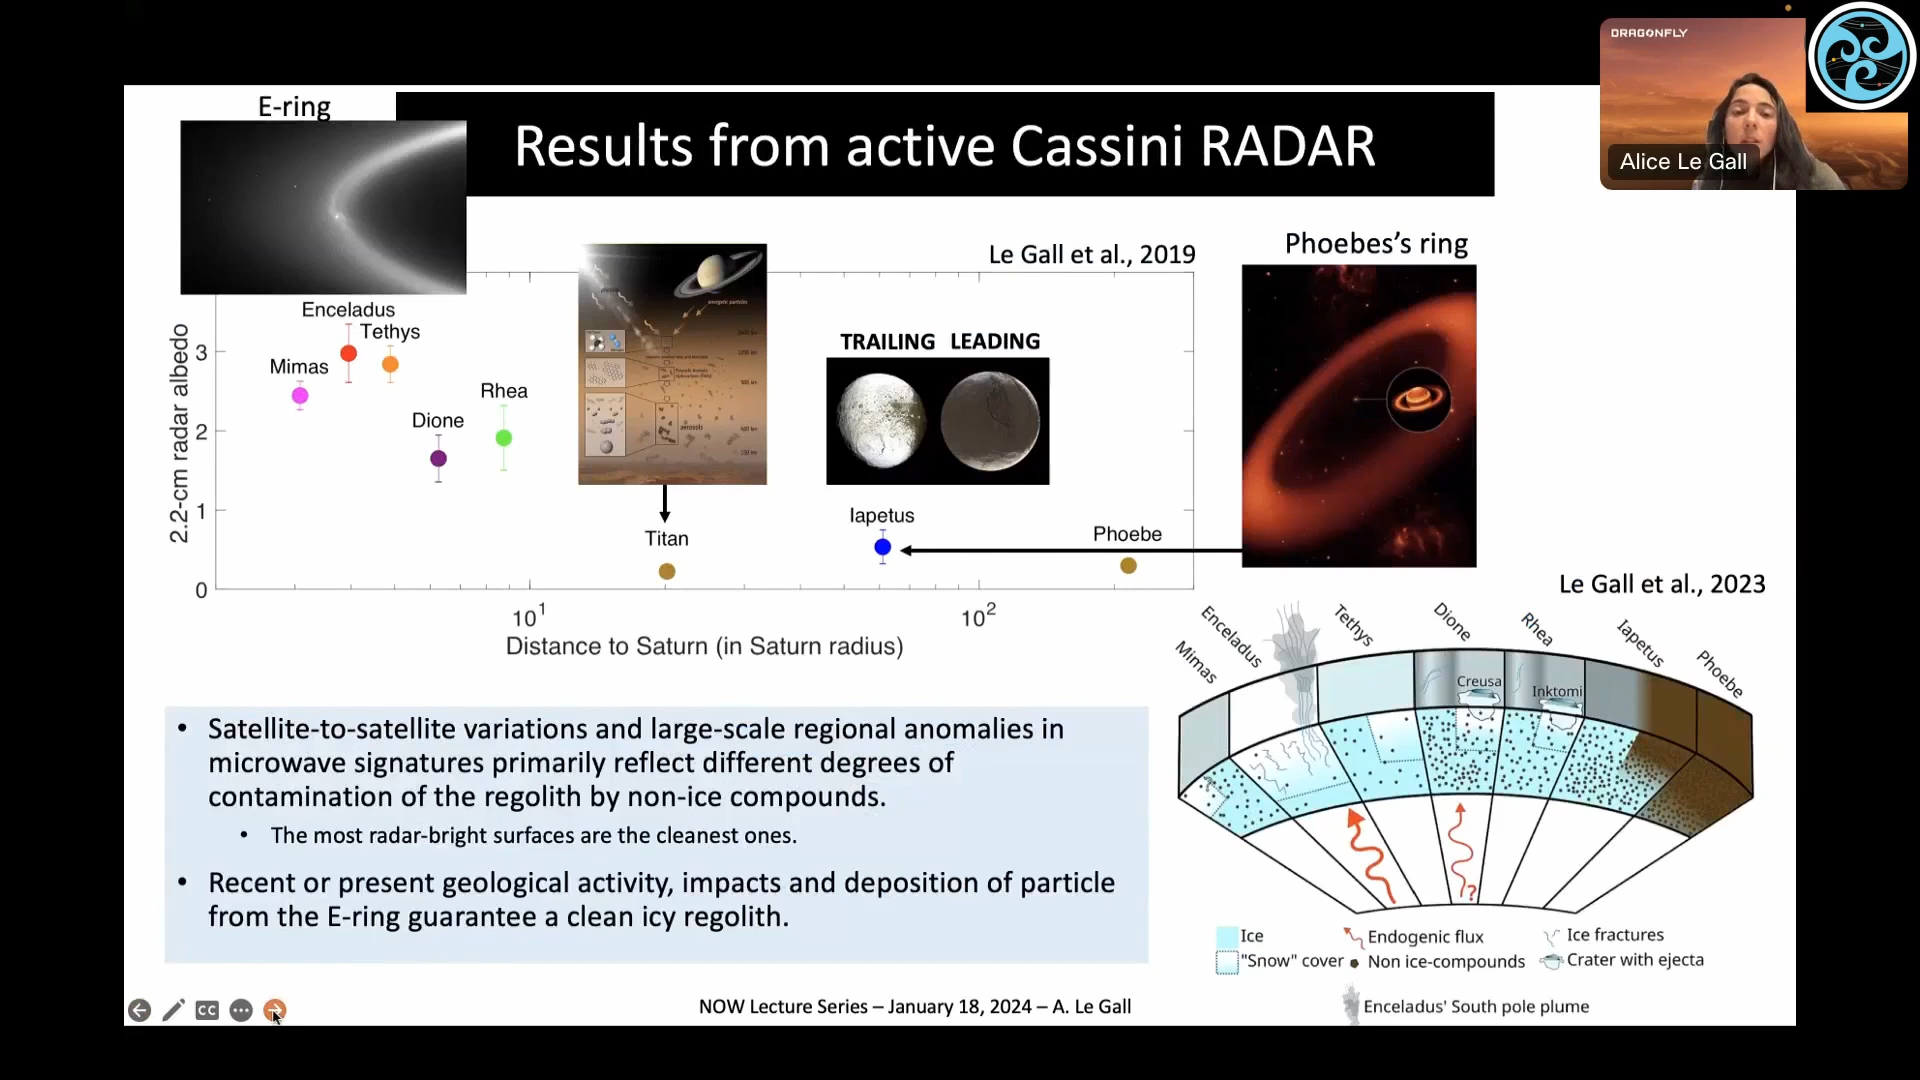 DRAGONFLY
Alice Le Gall
E-ring
Results from active Cassini RADAR
Le Gall et al., 2019
Phoebes's ring
Enceladus
Tethys
Mimas
Rhea
Dione
TRAILING LEADING
Titan
Iapetus
Phoebe
2.2-cm radar albedo
3
2
1
0
10¹
10²
Distance to Saturn (in Saturn radius)
energetic particles
aerosols
Le Gall et al., 2023
Mimas
Enceladus
Tethys
Dione
Rhea
Iapetus
Phoebe
Creusa
Inktomi
?
• Satellite-to-satellite variations and large-scale regional anomalies in
microwave signatures primarily reflect different degrees of
contamination of the regolith by non-ice compounds.
• The most radar-bright surfaces are the cleanest ones.
• Recent or present geological activity, impacts and deposition of particle
from the E-ring guarantee a clean icy regolith.
Ice
Endogenic flux
Ice fractures
"Snow" cover
Non ice-compounds
Crater with ejecta
Enceladus' South pole plume
CC
NOW Lecture Series – January 18, 2024 – A. Le Gall